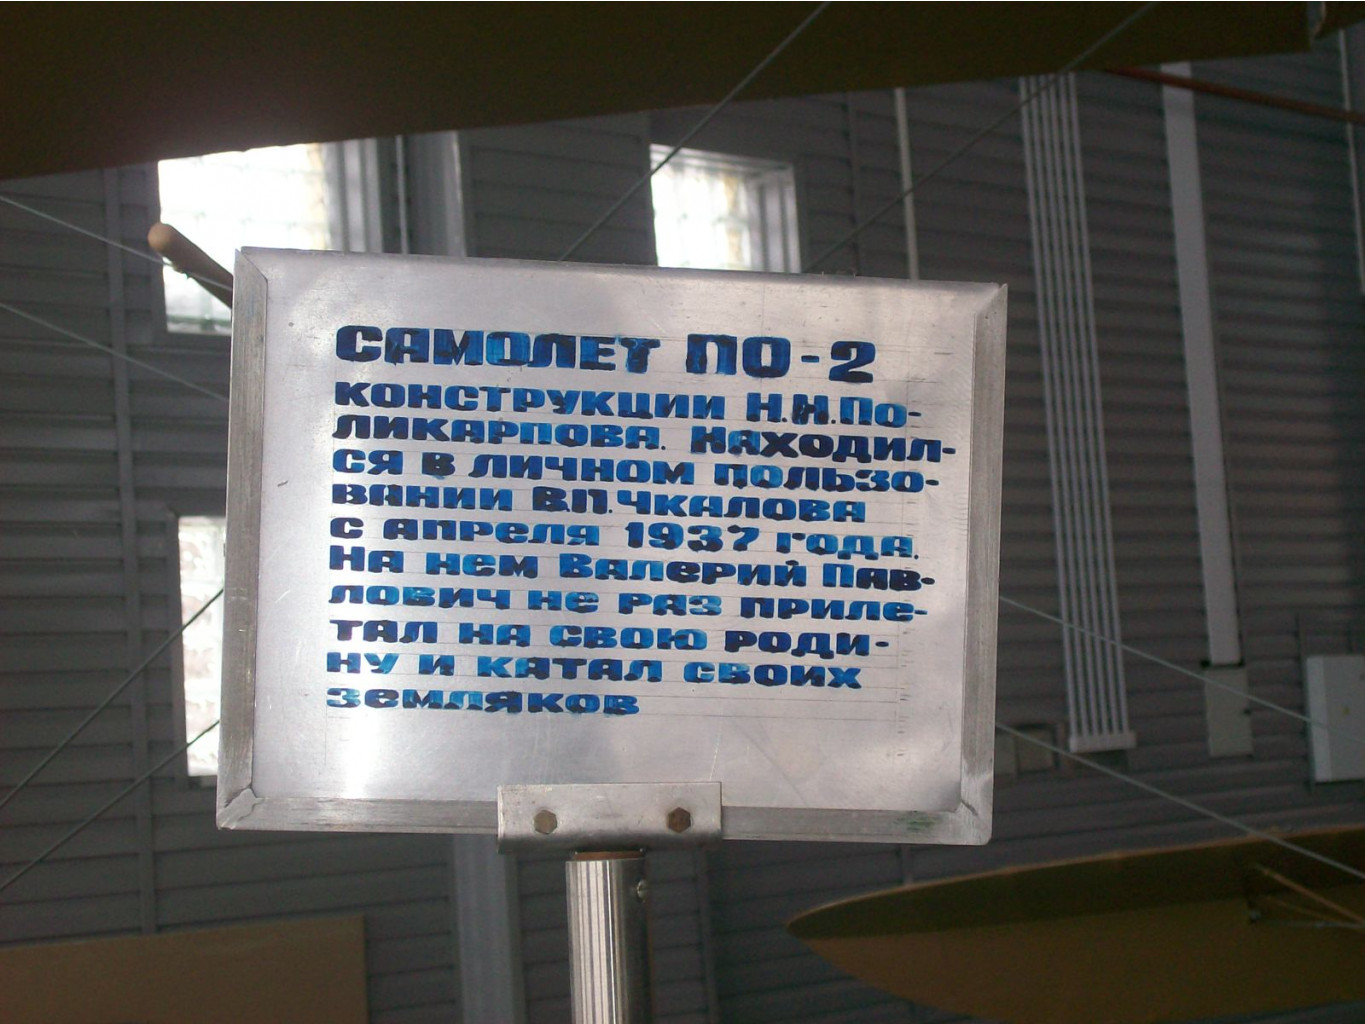 САМОЛЕТ ПО-2
КОНСТРУКЦИИ Н.Н.ПО-
ЛИКАРПОВА. НАХОДИЛ-
СЯ В ЛИЧНОМ ПОЛЬЗО-
ВАНИИ В.П.ЧКАЛОВА
С АПРЕЛЯ 1937 ГОДА.
НА НЕМ ВАЛЕРИЙ ПАВ-
ЛОВИЧ НЕ РАЗ ПРИЛЕ-
ТАЛ НА СВОЮ РОДИ-
НУ И КАТАЛ СВОИХ
ЗЕМЛЯКОВ